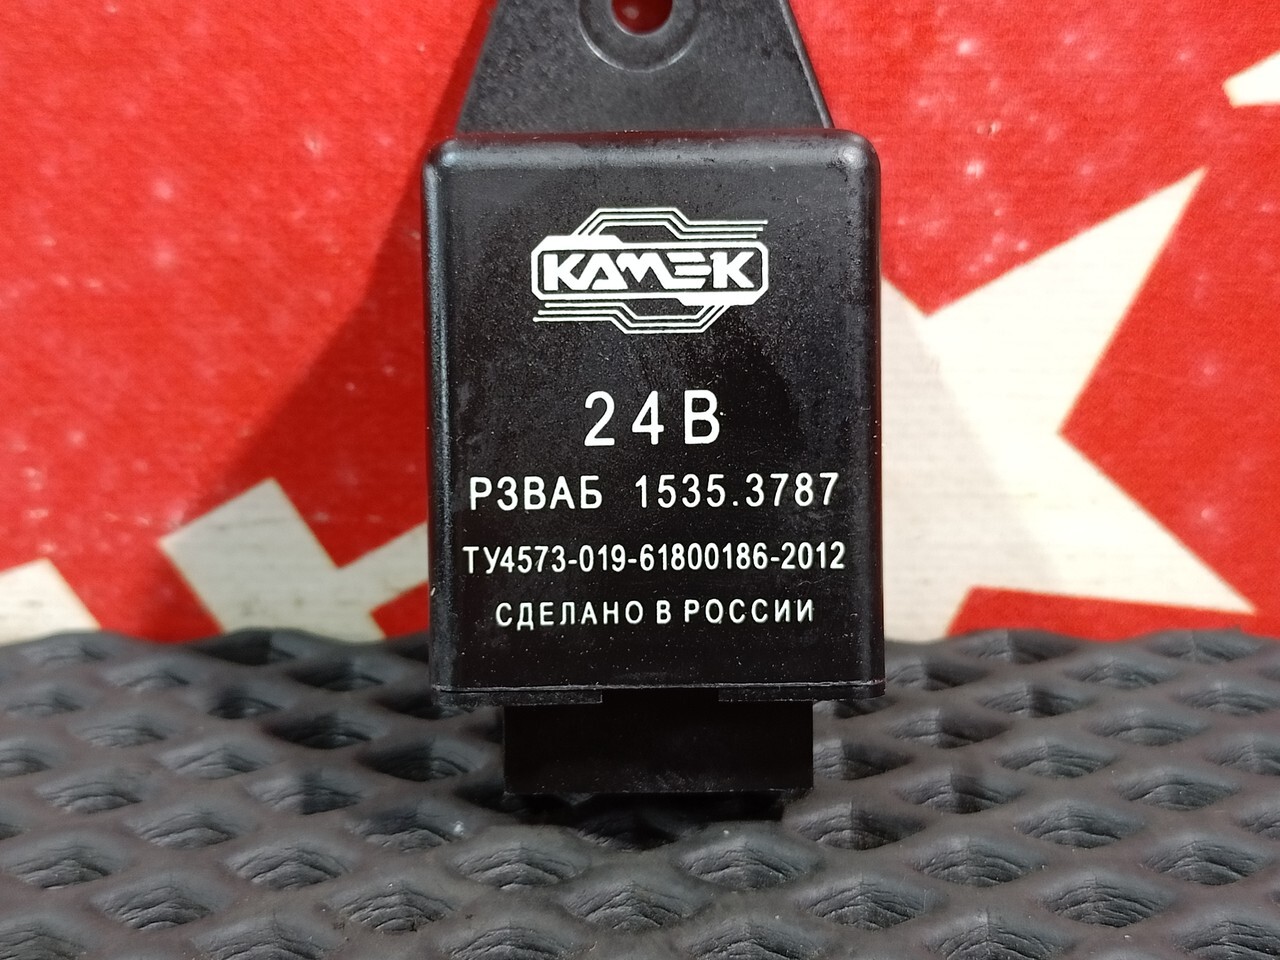 КАМЭК
24В
РЗВАБ 1535.3787
ТУ4573-019-61800186-2012
СДЕЛАНО В РОССИИ